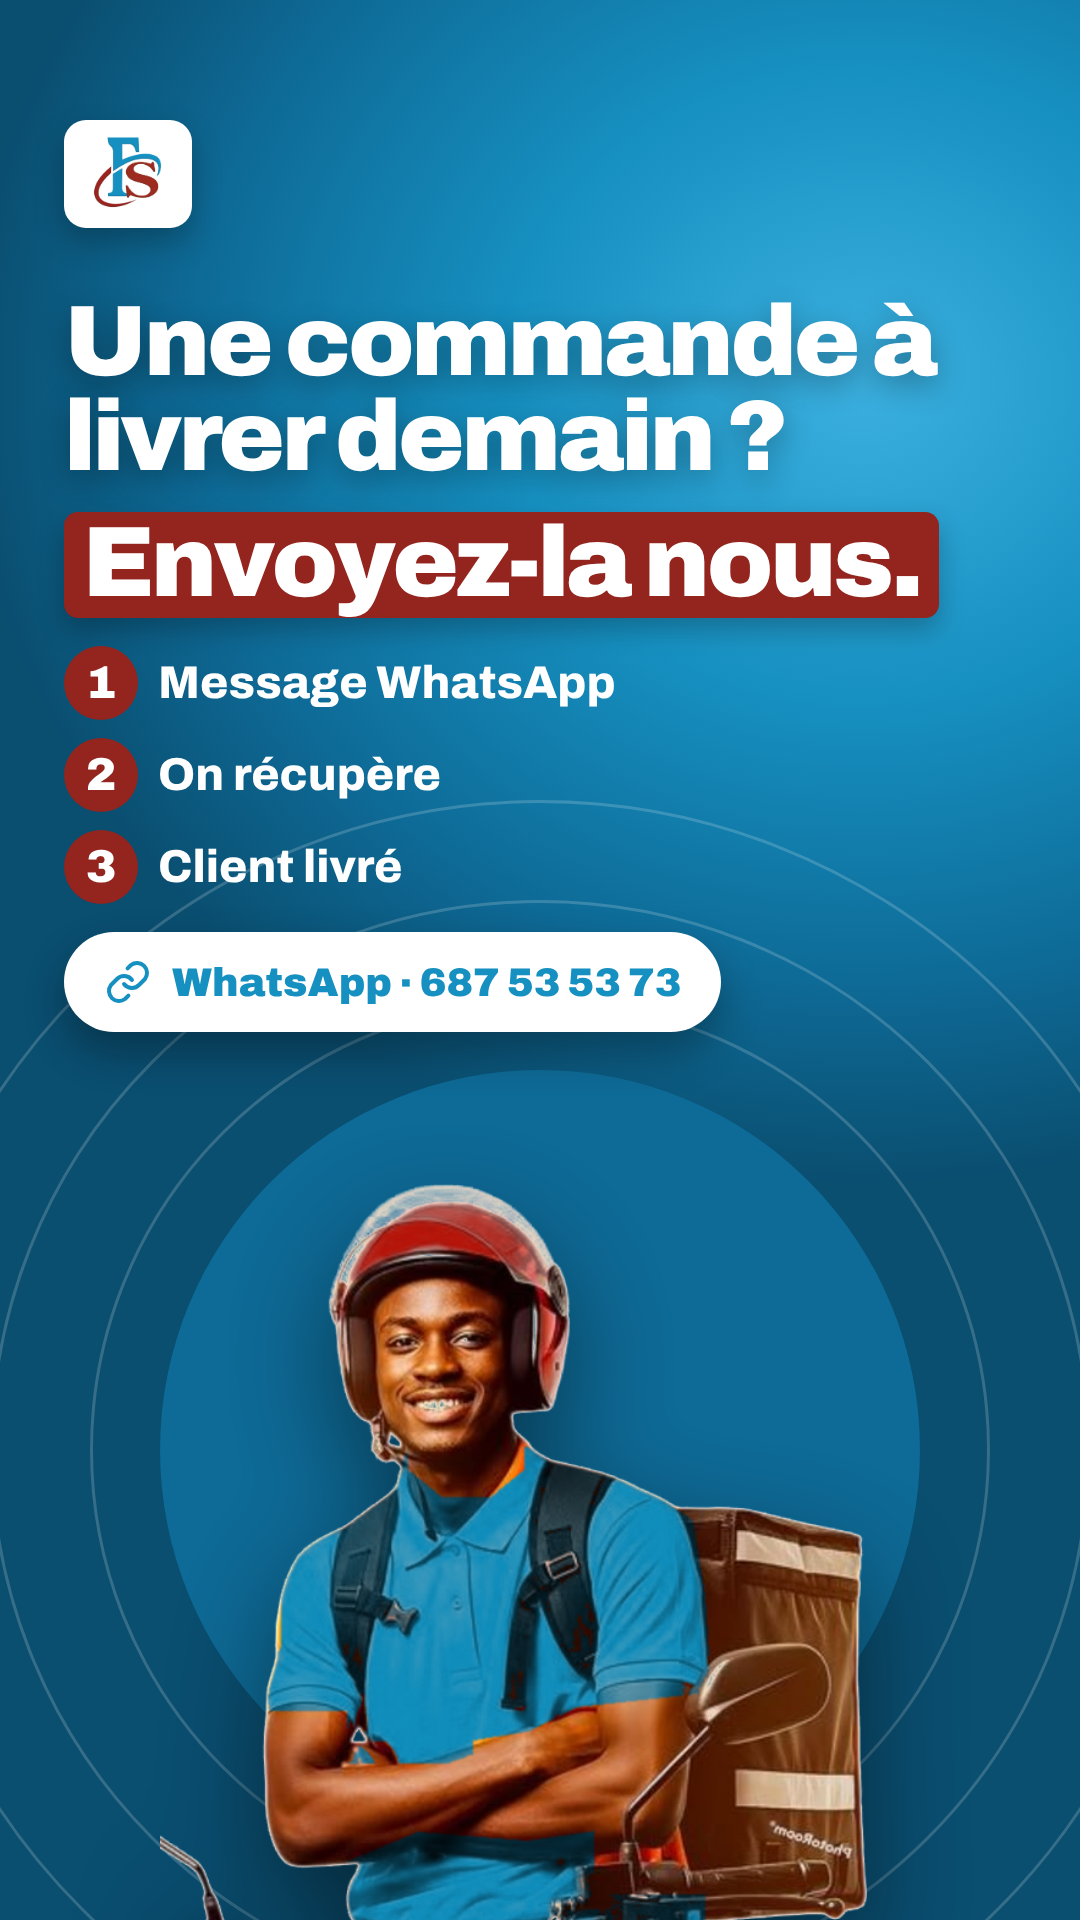 FS
Une commande à
livrer demain ?
Envoyez-la nous.
1 Message WhatsApp
2 On récupère
3 Client livré
WhatsApp · 687 53 53 73
PhotoRoom